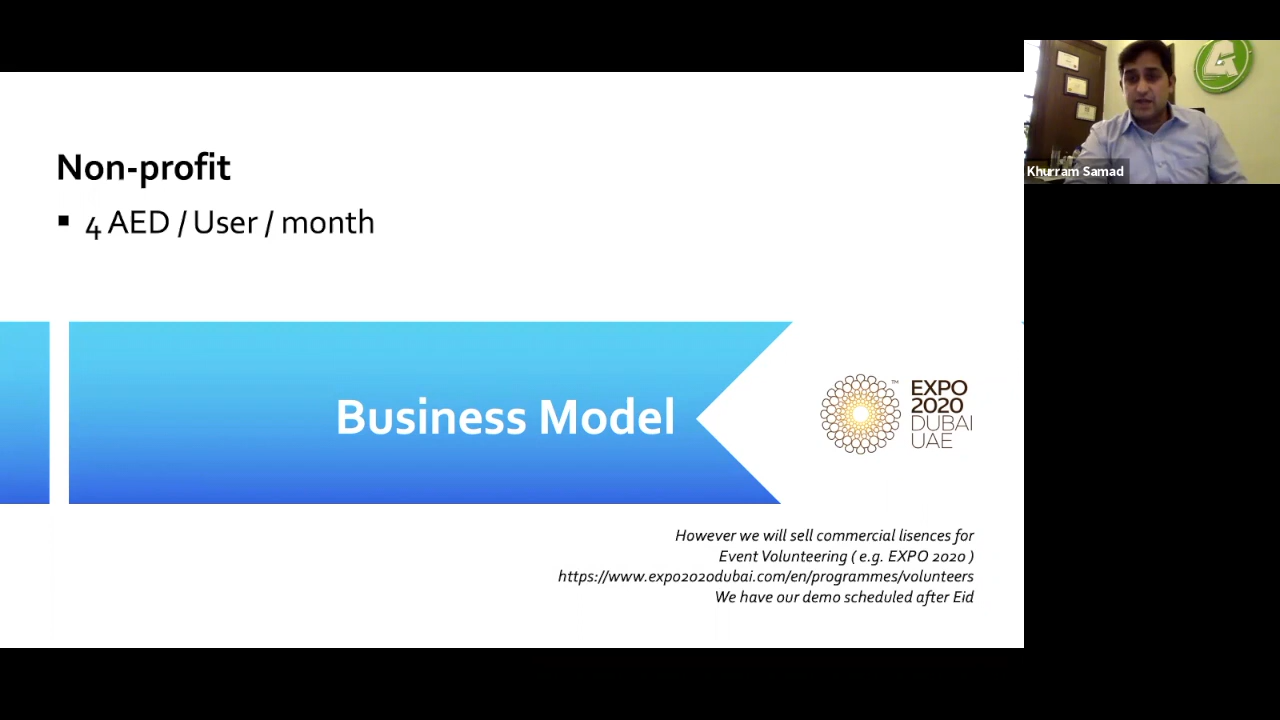 Non-profit
▪ 4 AED / User / month
Business Model
EXPO
2020
DUBAI
UAE
™
However we will sell commercial lisences for
Event Volunteering ( e.g. EXPO 2020 )
https://www.expo2020dubai.com/en/programmes/volunteers
We have our demo scheduled after Eid
Khurram Samad